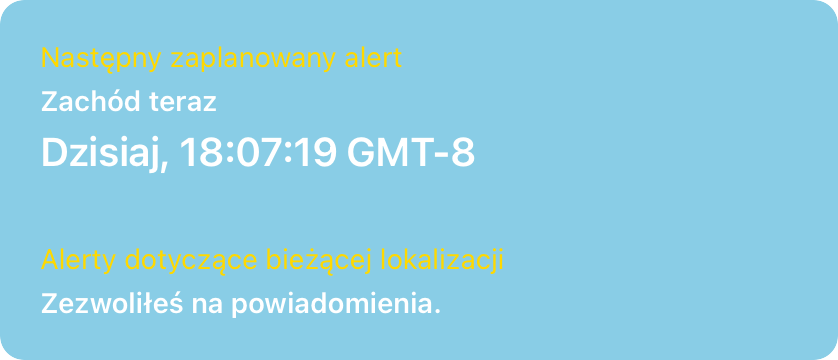 Następny zaplanowany alert
Zachód teraz
Dzisiaj, 18:07:19 GMT-8
Alerty dotyczące bieżącej lokalizacji
Zezwoliłeś na powiadomienia.